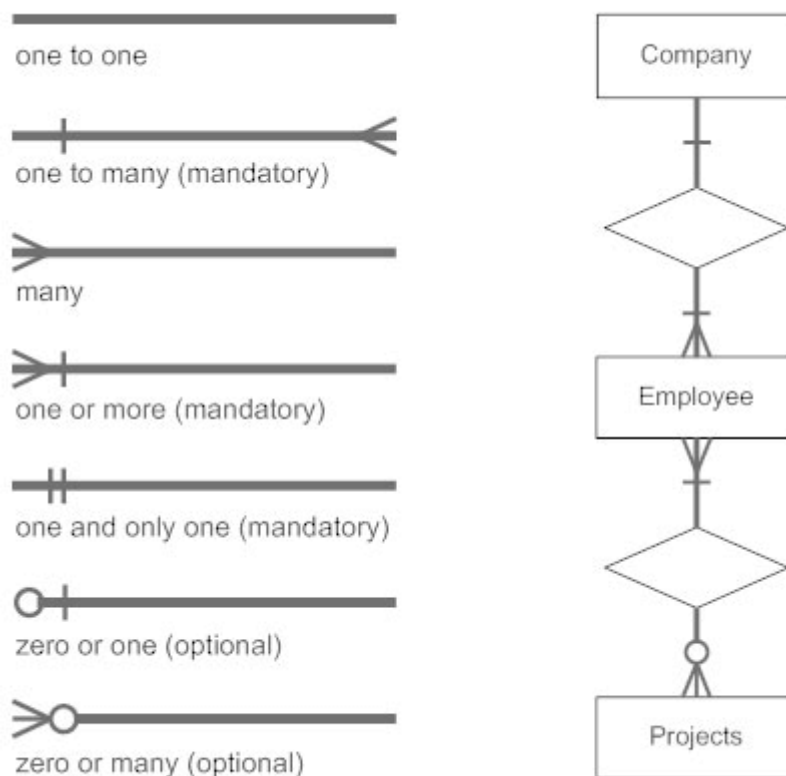 one to one
one to many (mandatory)
many
one or more (mandatory)
one and only one (mandatory)
zero or one (optional)
zero or many (optional)
Company
Employee
Projects